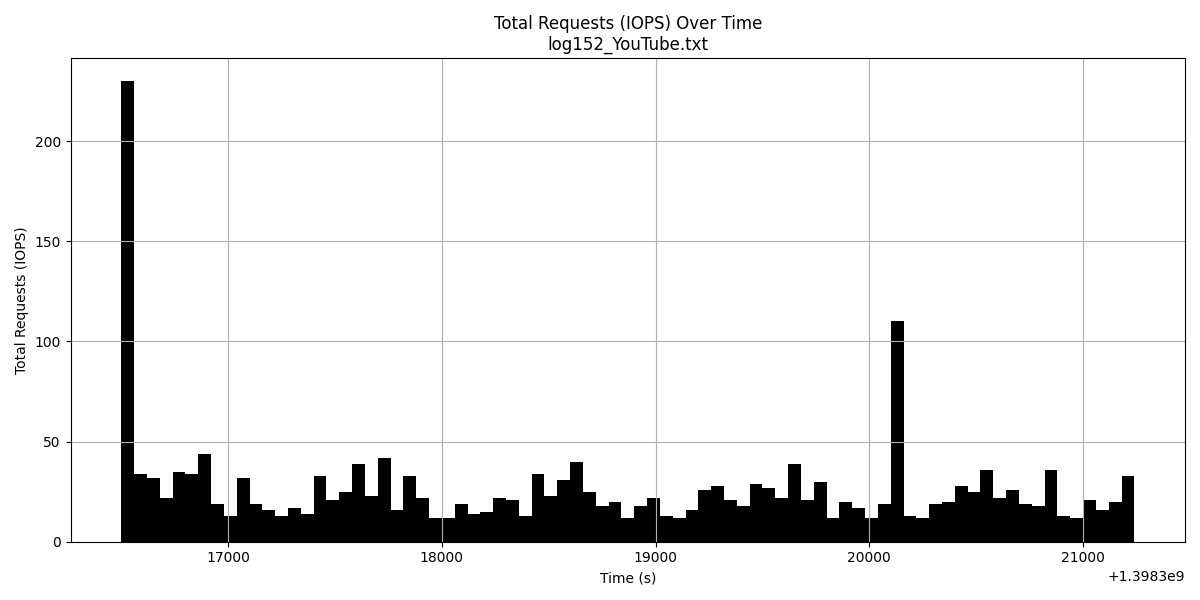 Total Requests (IOPS) Over Time
log152_YouTube.txt
Total Requests (IOPS)
200
150
100
50
0
17000
18000
19000
20000
21000
Time (s)
+1.3983e9